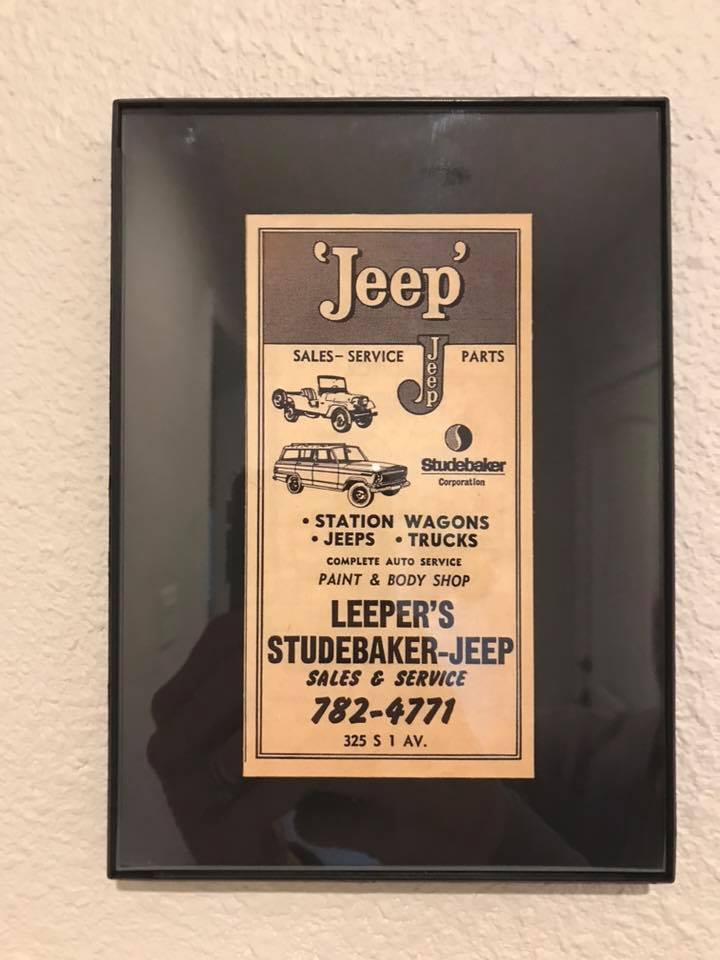 'Jeep'
SALES-SERVICE PARTS
Jeep
Studebaker
Corporation
• STATION WAGONS
• JEEPS • TRUCKS
COMPLETE AUTO SERVICE
PAINT & BODY SHOP
LEEPER'S
STUDEBAKER-JEEP
SALES & SERVICE
782-4771
325 S 1 AV.